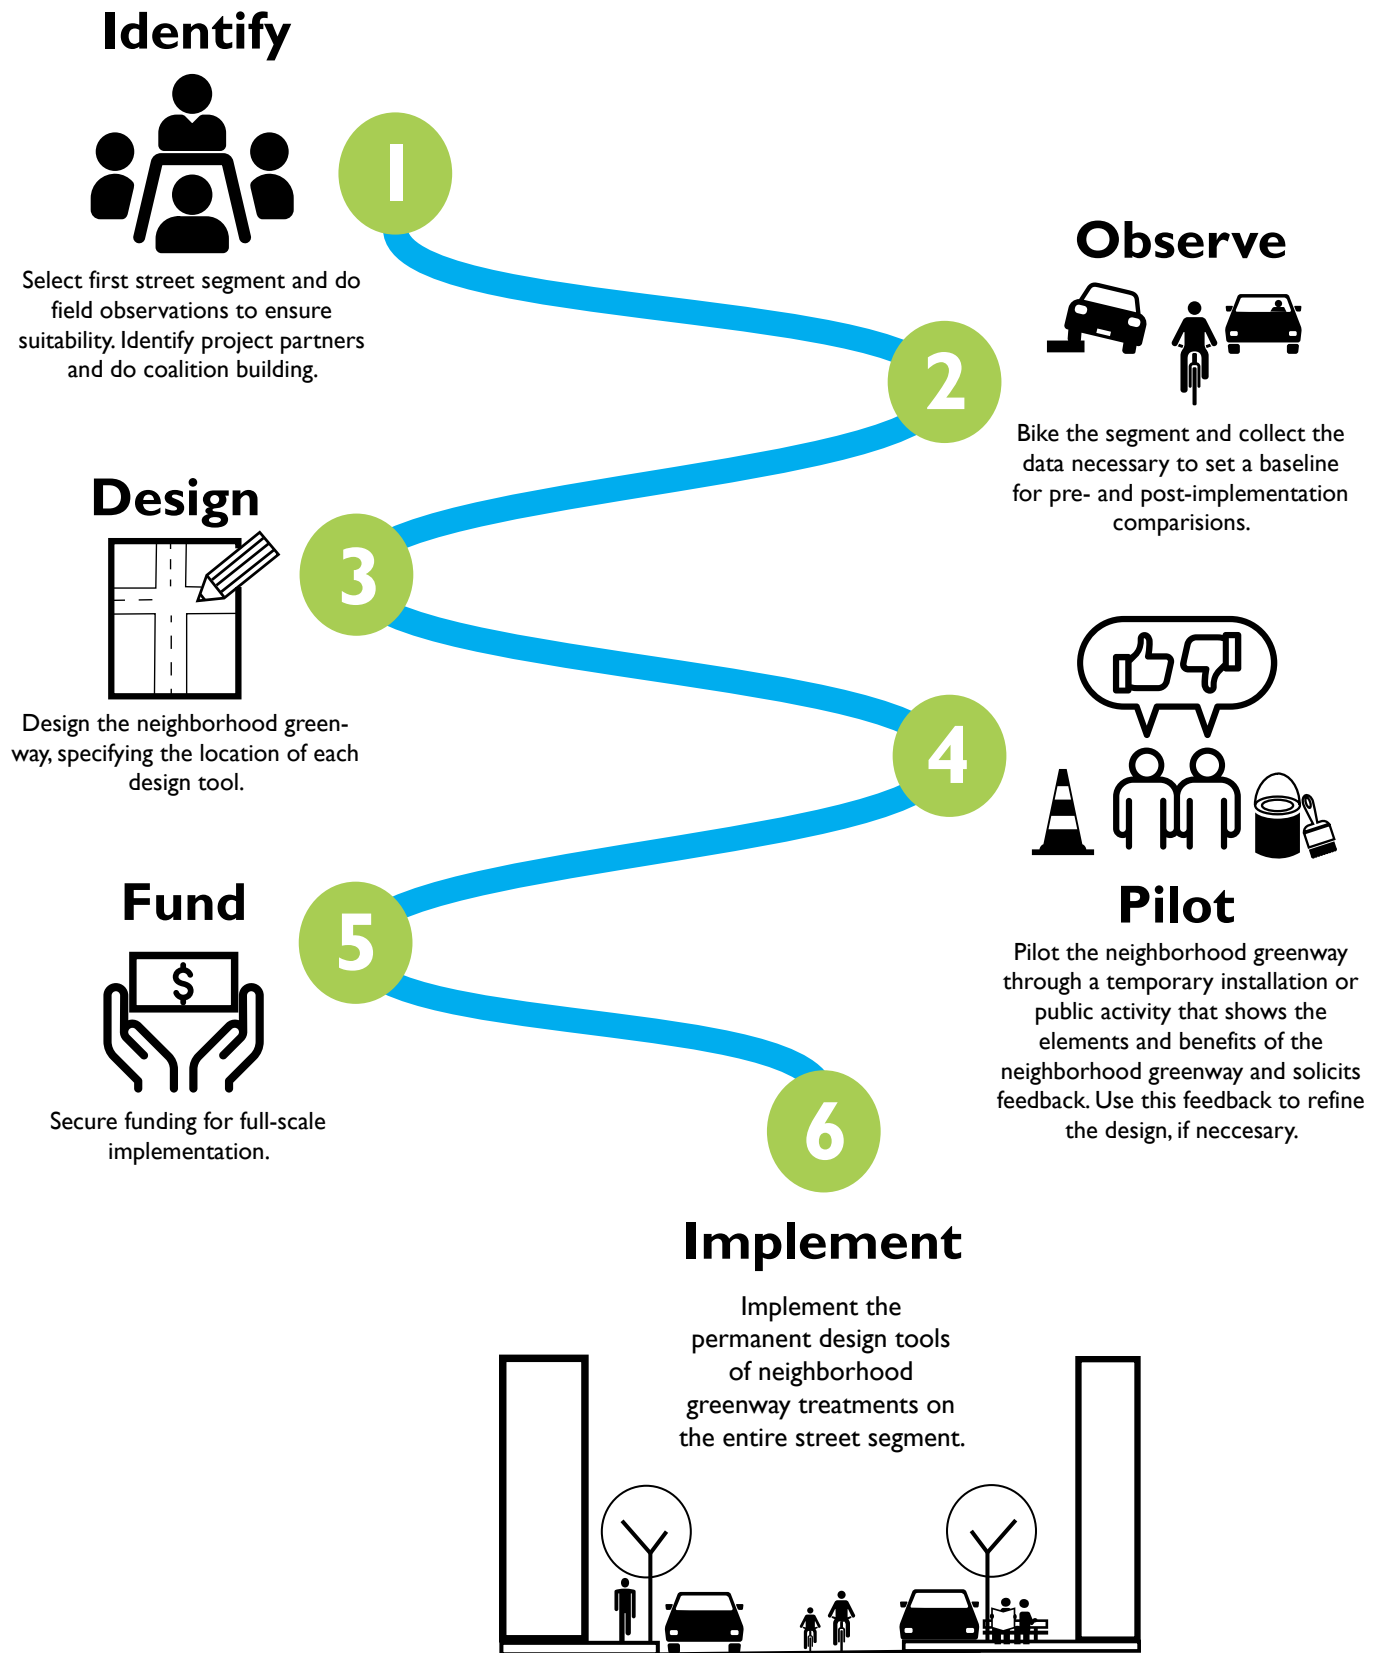 Identify
1
Select first street segment and do
field observations to ensure
suitability. Identify project partners
and do coalition building.
Observe
2
Bike the segment and collect the
data necessary to set a baseline
for pre- and post-implementation
comparisions.
Design
3
Design the neighborhood green-
way, specifying the location of each
design tool.
4
Pilot
Pilot the neighborhood greenway
through a temporary installation or
public activity that shows the
elements and benefits of the
neighborhood greenway and solicits
feedback. Use this feedback to refine
the design, if neccesary.
Fund
5
$
Secure funding for full-scale
implementation.
6
Implement
Implement the
permanent design tools
of neighborhood
greenway treatments on
the entire street segment.